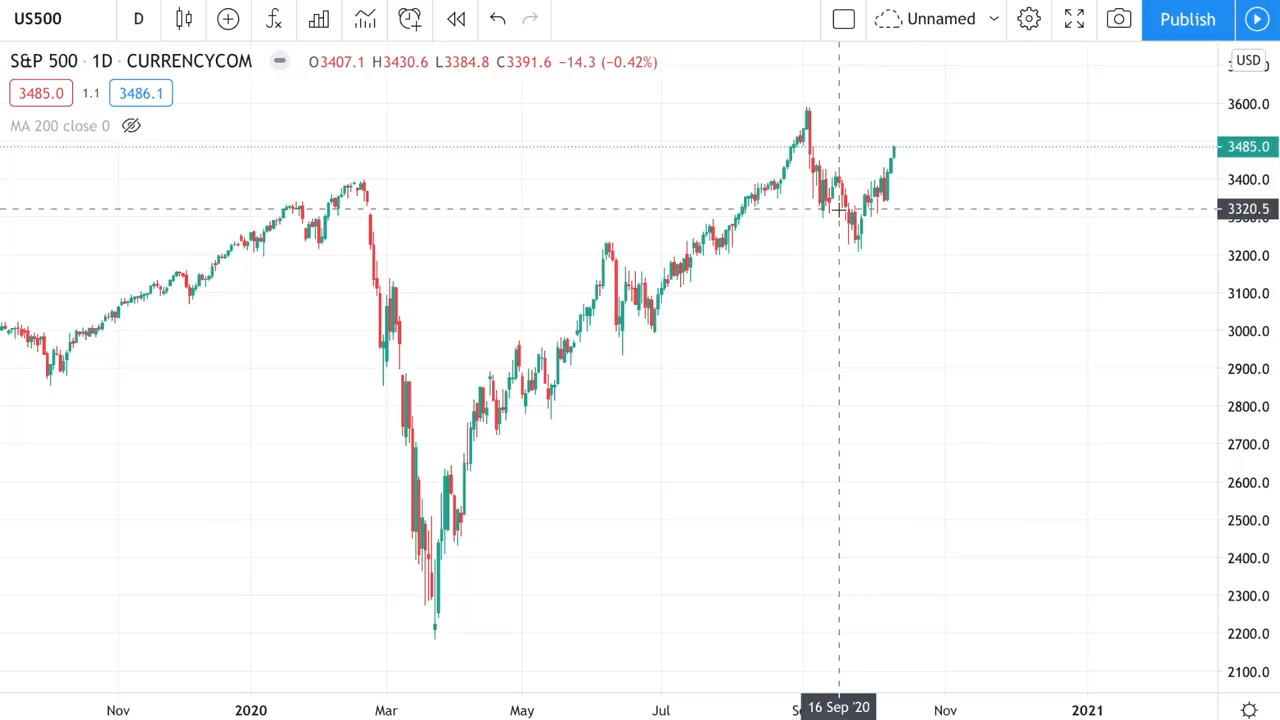 US500 D Unnamed Publish
S&P 500 · 1D · CURRENCYCOM O3407.1 H3430.6 L3384.8 C3391.6 −14.3 (−0.42%)
USD
3485.0 1.1 3486.1
3600.0
MA 200 close 0
3485.0
3400.0
3320.5
3200.0
3100.0
3000.0
2900.0
2800.0
2700.0
2600.0
2500.0
2400.0
2300.0
2200.0
2100.0
Nov 2020 Mar May Jul 16 Sep '20 Nov 2021